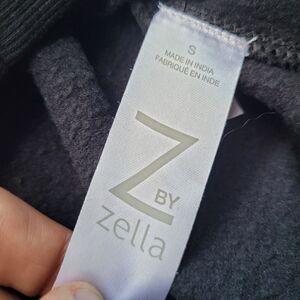 S
MADE IN INDIA
FABRIQUÉ EN INDE
Z
BY
zella